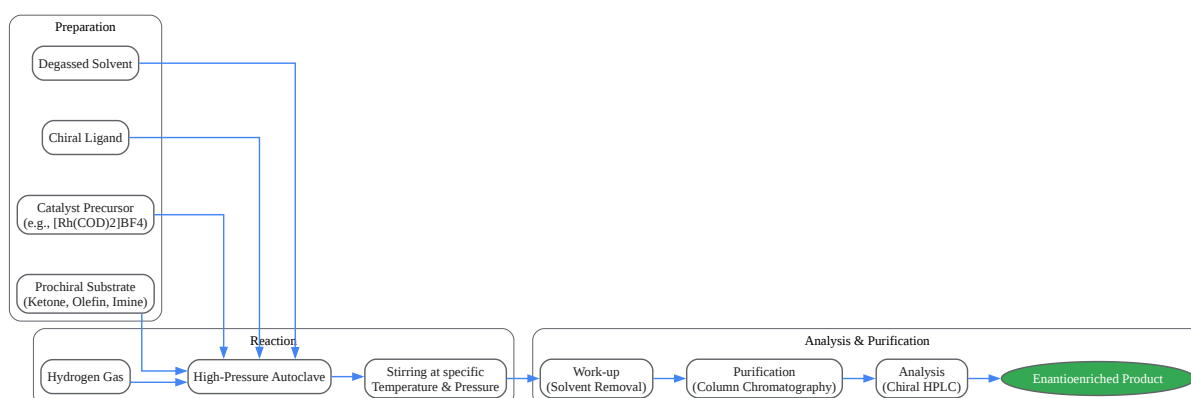 Preparation
Degassed Solvent
Chiral Ligand
Catalyst Precursor
(e.g., [Rh(COD)2]BF4)
Prochiral Substrate
(Ketone, Olefin, Imine)
Reaction
Hydrogen Gas
High-Pressure Autoclave
Stirring at specific
Temperature & Pressure
Analysis & Purification
Work-up
(Solvent Removal)
Purification
(Column Chromatography)
Analysis
(Chiral HPLC)
Enantioenriched Product